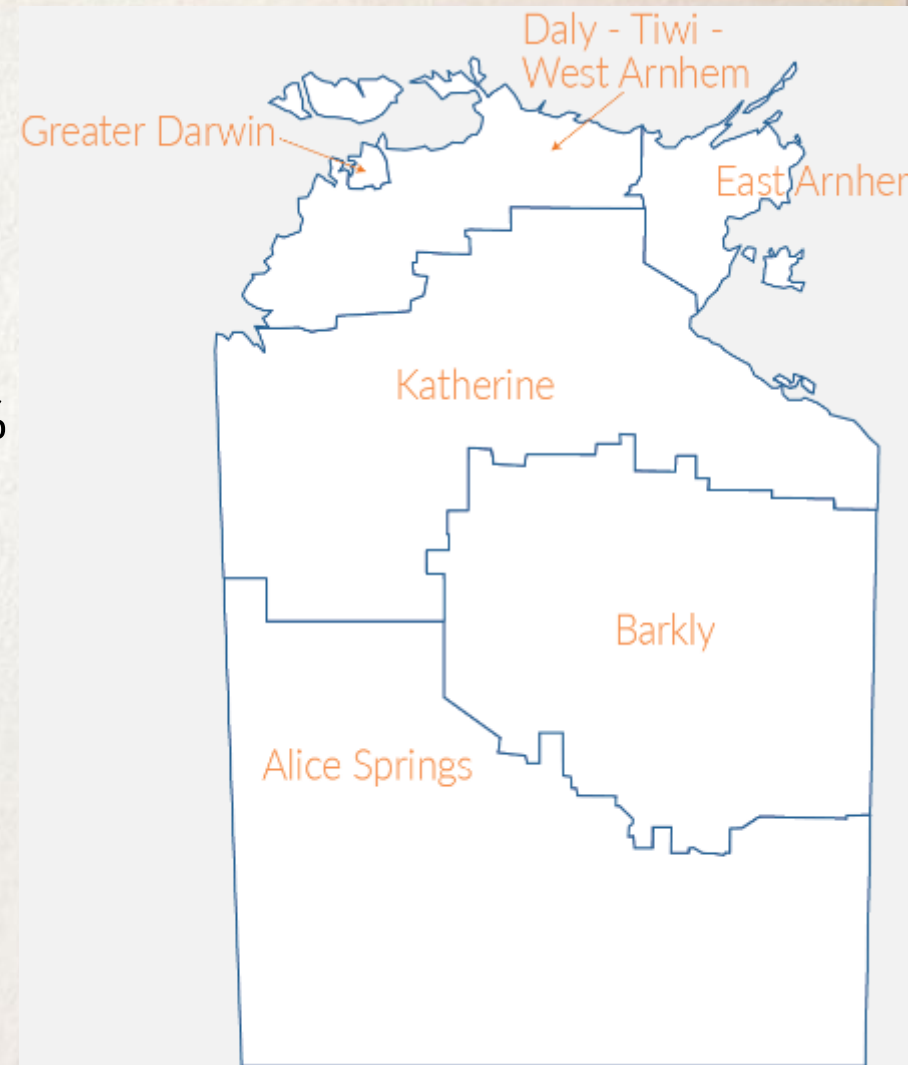 Daly - Tiwi -
West Arnhem
Greater Darwin
East Arnhem
Katherine
%
Barkly
Alice Springs